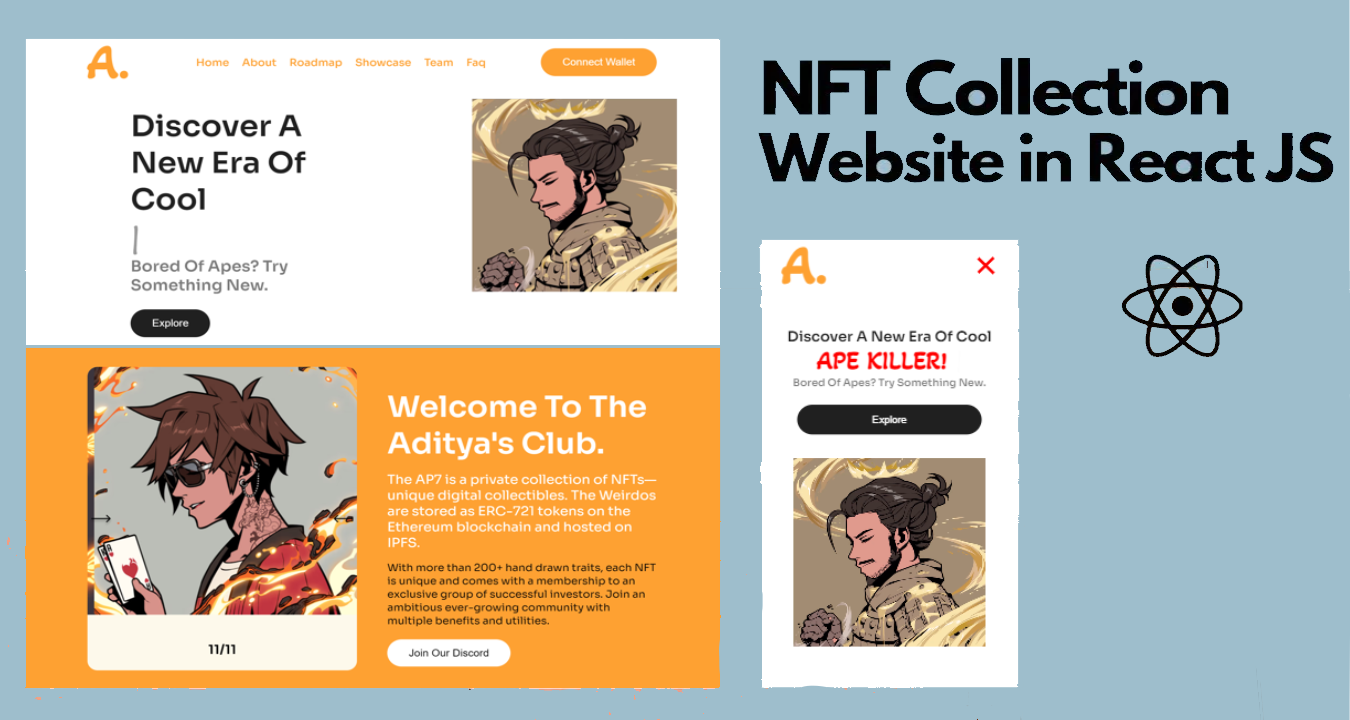 A.
Home About Roadmap Showcase Team Faq
Connect Wallet
Discover A
New Era Of
Cool
|
Bored Of Apes? Try
Something New.
Explore
Welcome To The
Aditya's Club.
The AP7 is a private collection of NFTs—
unique digital collectibles. The Weirdos
are stored as ERC-721 tokens on the
Ethereum blockchain and hosted on
IPFS.
With more than 200+ hand drawn traits, each NFT
is unique and comes with a membership to an
exclusive group of successful investors. Join an
ambitious ever-growing community with
multiple benefits and utilities.
Join Our Discord
11/11
NFT Collection
Website in React JS
A.
Discover A New Era Of Cool
APE KILLER!
Bored Of Apes? Try Something New.
Explore